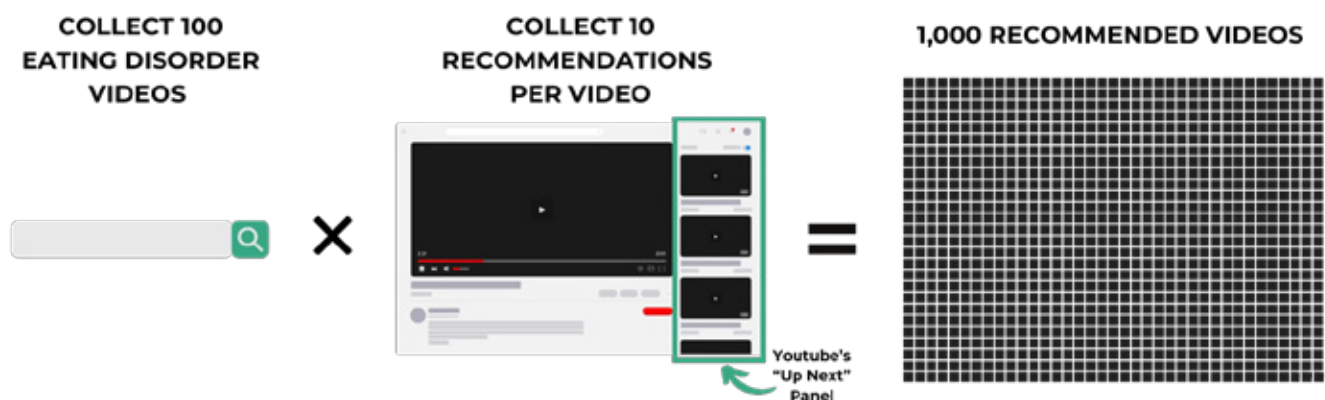 COLLECT 100
EATING DISORDER
VIDEOS
COLLECT 10
RECOMMENDATIONS
PER VIDEO
Youtube's
"Up Next"
Panel
1,000 RECOMMENDED VIDEOS